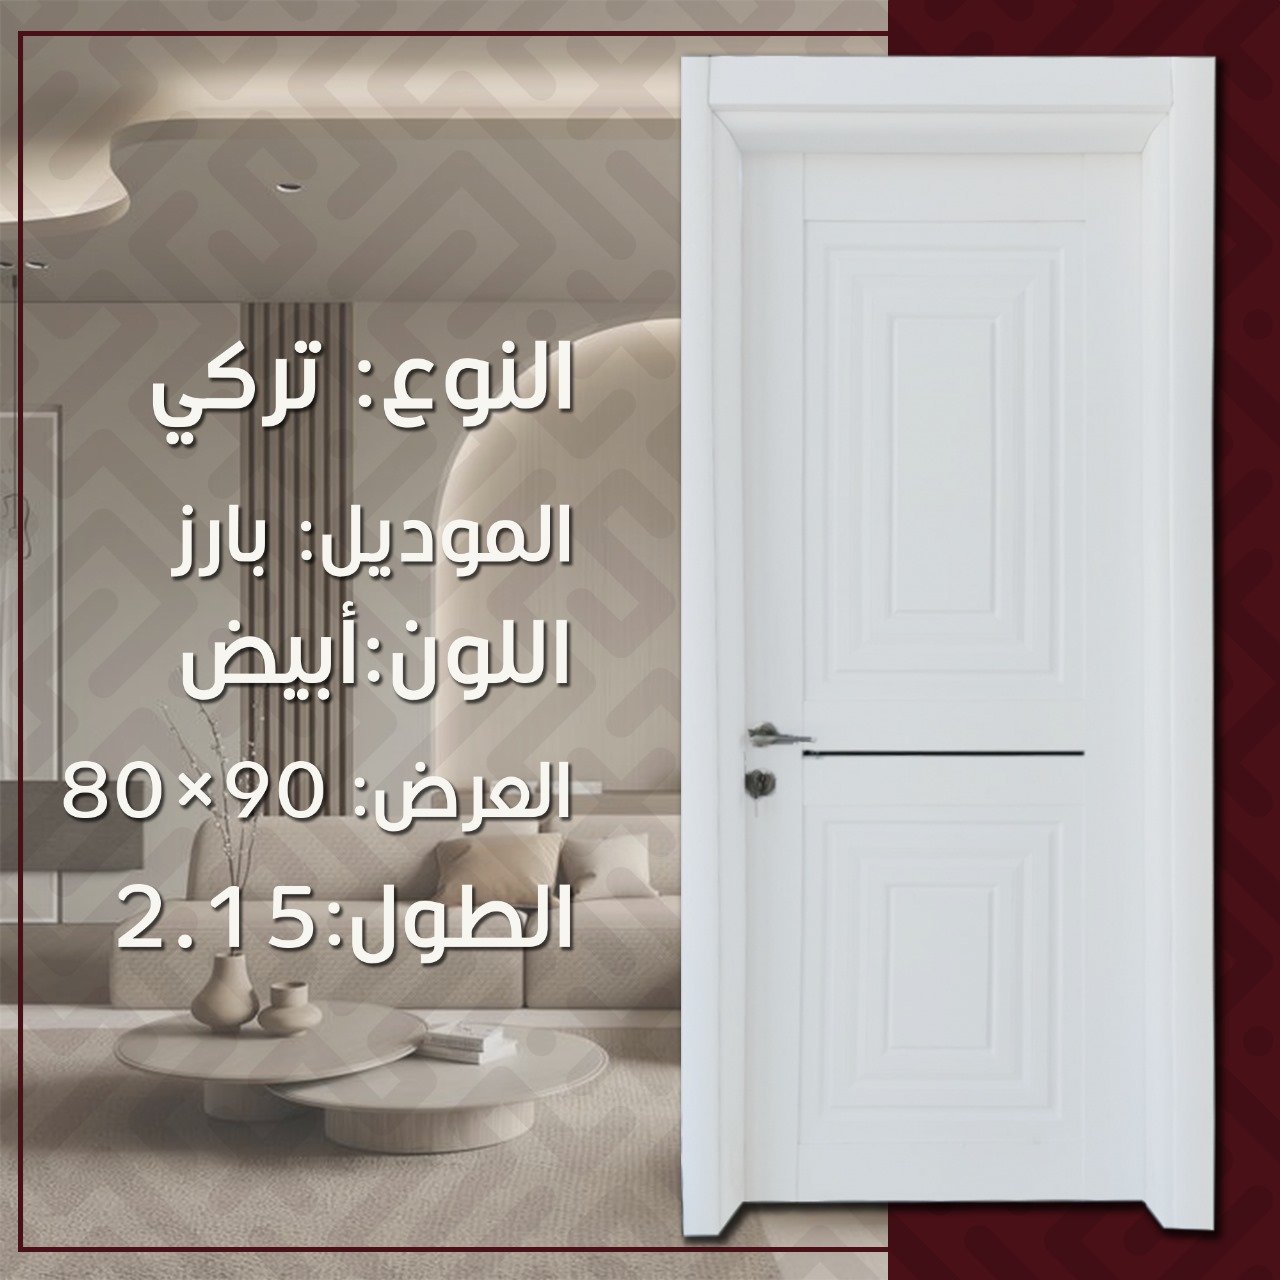 النوع: تركي
الموديل: بارز
اللون:أبيض
العرض: 90×80
الطول:2.15